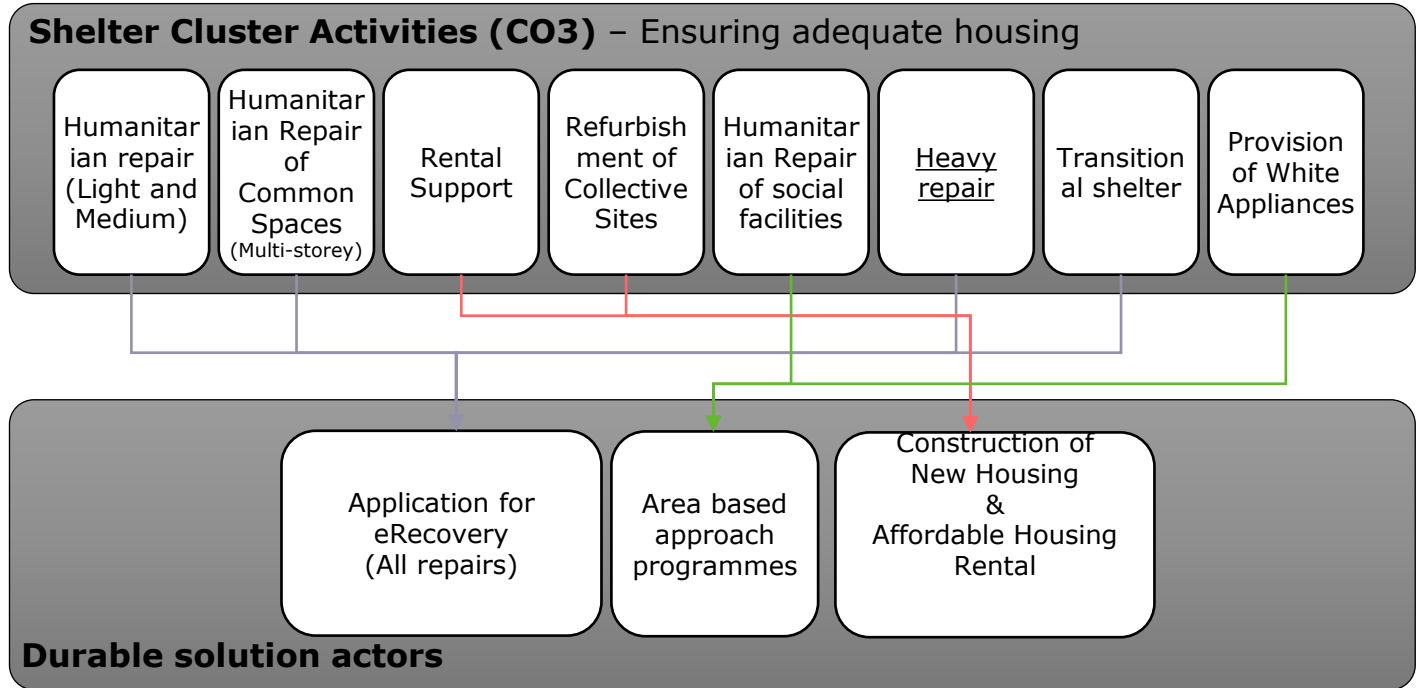 Shelter Cluster Activities (CO3) – Ensuring adequate housing
Humanitar
ian repair
(Light and
Medium)
Humanitar
ian Repair
of
Common
Spaces
(Multi-storey)
Rental
Support
Refurbish
ment of
Collective
Sites
Humanitar
ian Repair
of social
facilities
Heavy
repair
Transition
al shelter
Provision
of White
Appliances
Application for
eRecovery
(All repairs)
Area based
approach
programmes
Construction of
New Housing
&
Affordable Housing
Rental
Durable solution actors